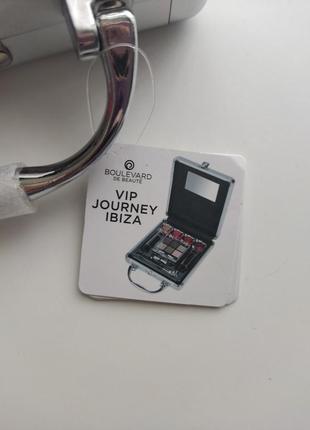 BOULEVARD
DE BEAUTÉ
VIP
JOURNEY
IBIZA